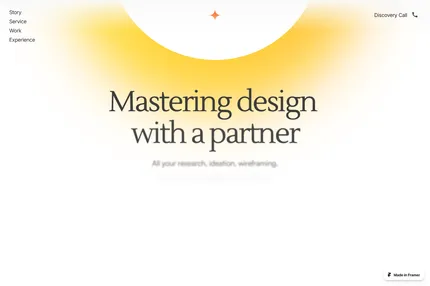 Story
Service
Work
Experience
Discovery Call
Mastering design
with a partner
All your research, ideation, wireframing,
Made in Framer